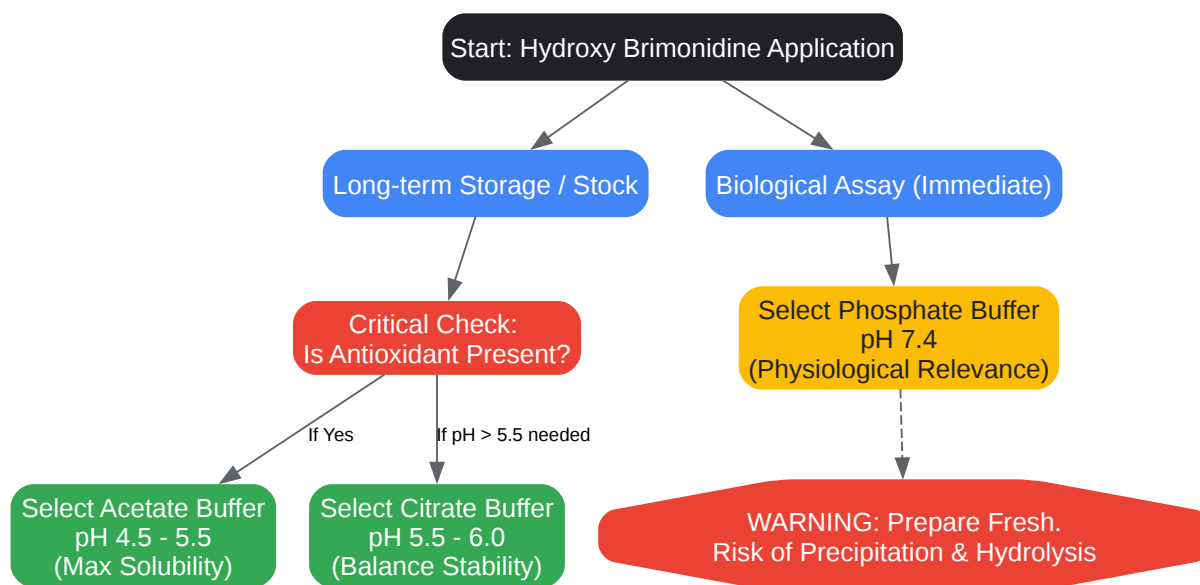 Start: Hydroxy Brimonidine Application
Long-term Storage / Stock
Biological Assay (Immediate)
Critical Check:
Is Antioxidant Present?
Select Phosphate Buffer
pH 7.4
(Physiological Relevance)
If Yes
If pH > 5.5 needed
Select Acetate Buffer
pH 4.5 - 5.5
(Max Solubility)
Select Citrate Buffer
pH 5.5 - 6.0
(Balance Stability)
WARNING: Prepare Fresh.
Risk of Precipitation & Hydrolysis